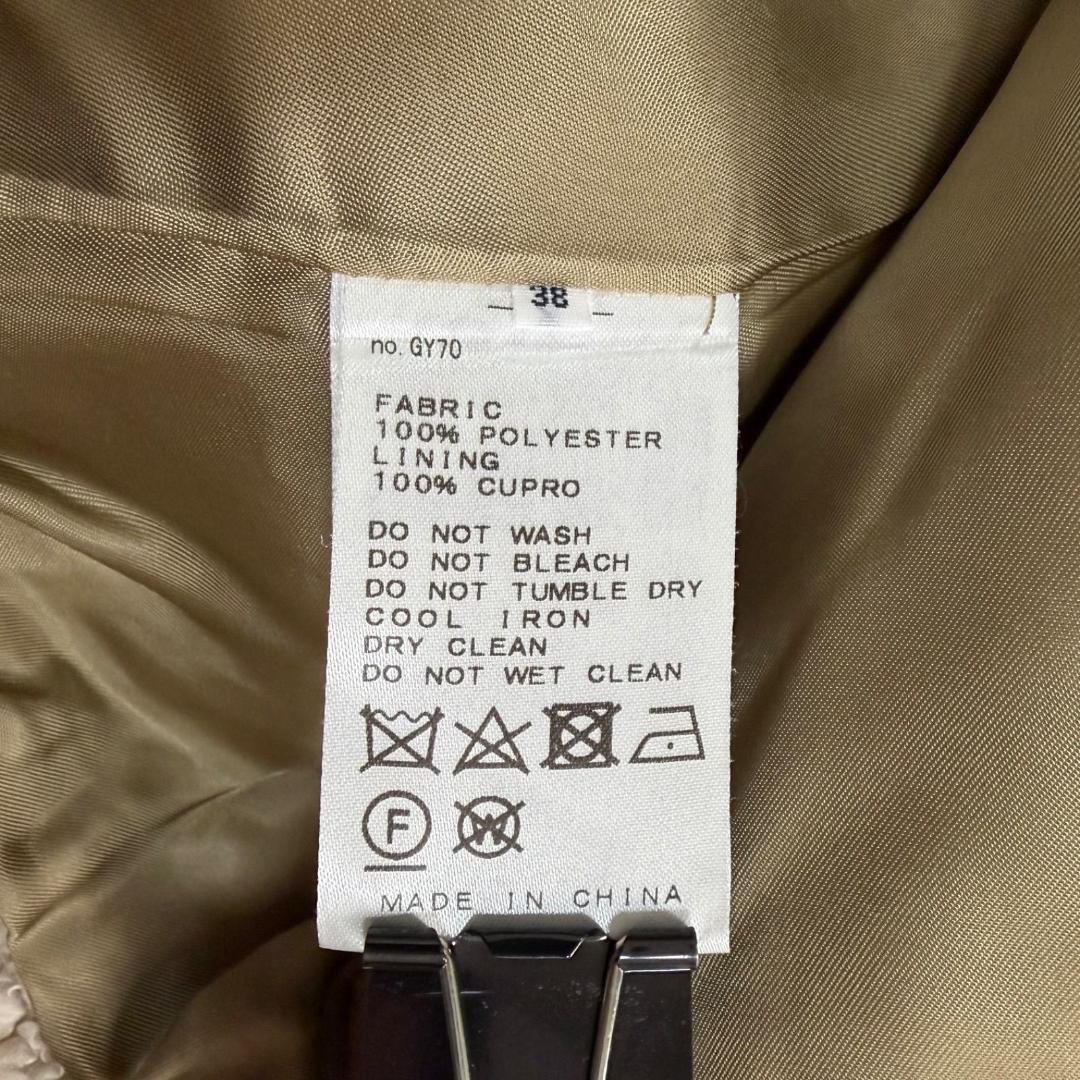 38
no. GY70
FABRIC
100% POLYESTER
LINING
100% CUPRO
DO NOT WASH
DO NOT BLEACH
DO NOT TUMBLE DRY
COOL IRON
DRY CLEAN
DO NOT WET CLEAN
F W
MADE IN CHINA